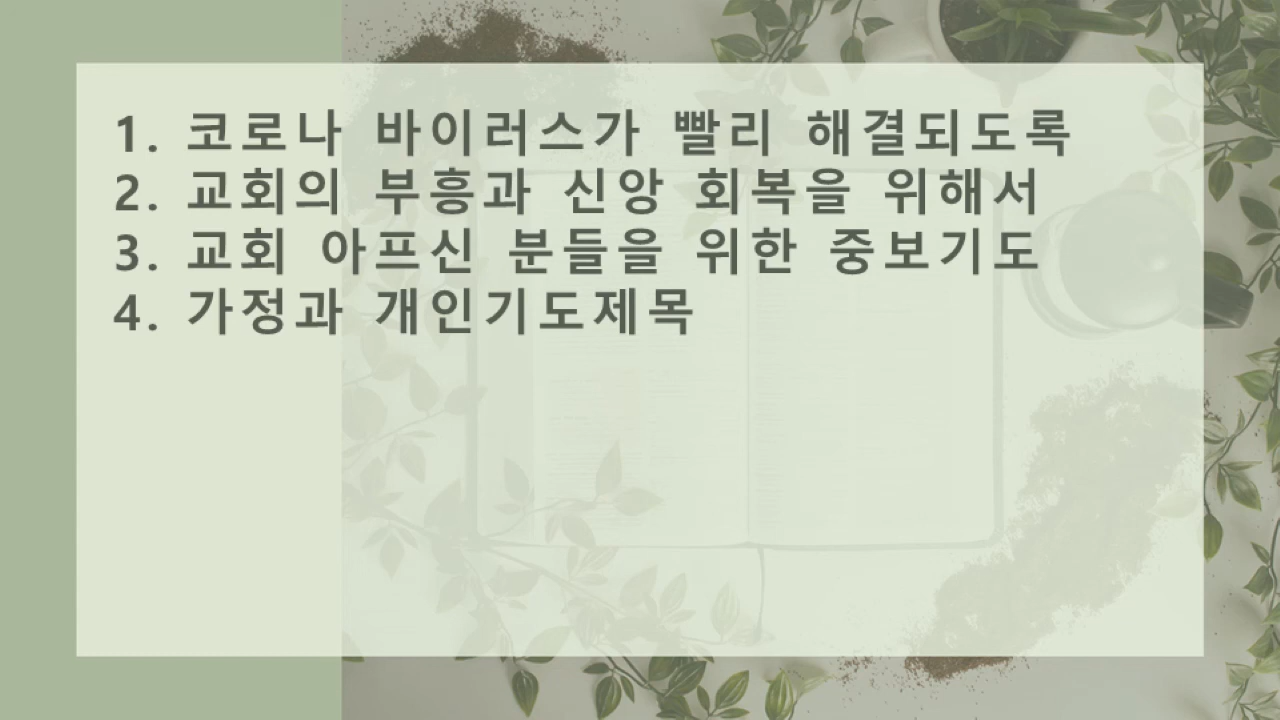 1. 코로나 바이러스가 빨리 해결되도록
2. 교회의 부흥과 신앙 회복을 위해서
3. 교회 아프신 분들을 위한 중보기도
4. 가정과 개인기도제목